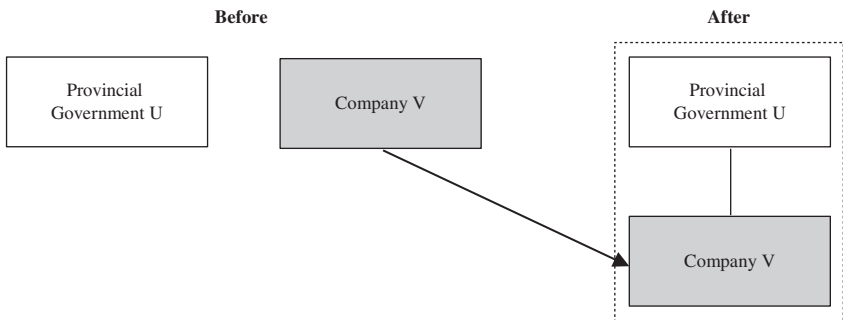 Before
After
Provincial
Government U
Company V
Provincial
Government U
Company V